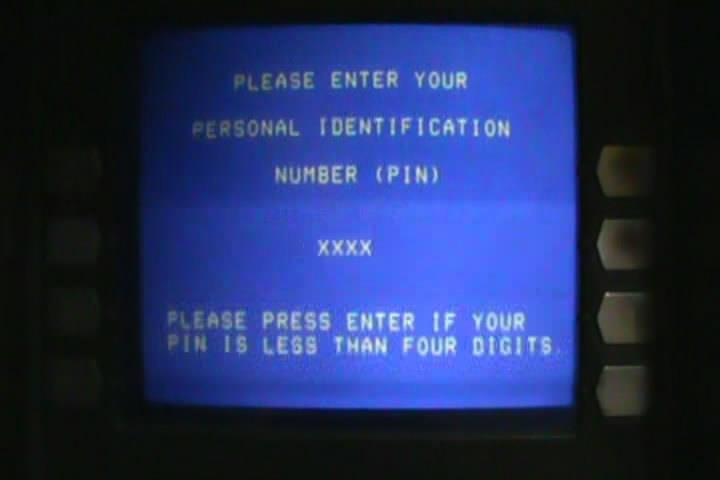 PLEASE ENTER YOUR
PERSONAL IDENTIFICATION
NUMBER (PIN)
XXXX
PLEASE PRESS ENTER IF YOUR
PIN IS LESS THAN FOUR DIGITS.